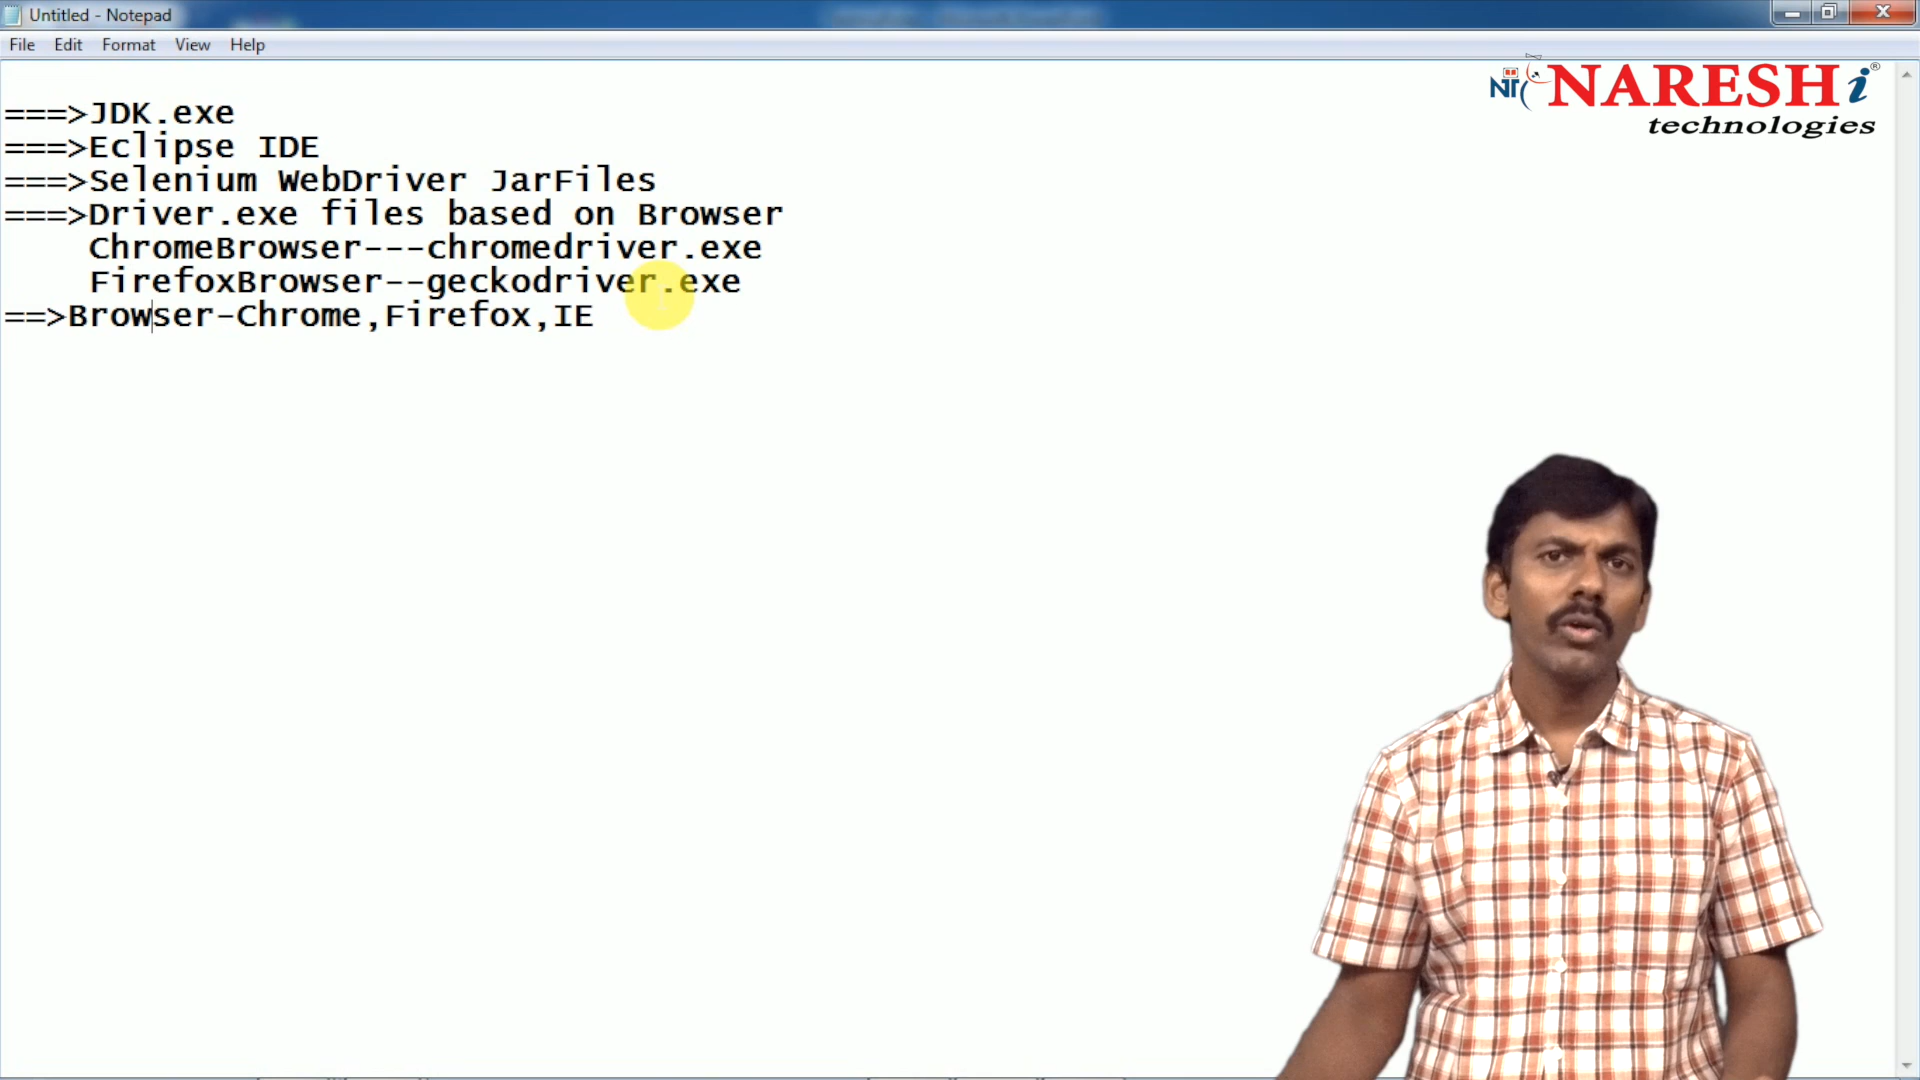 Untitled - Notepad
File Edit Format View Help
NT NARESH i ®
technologies
===>JDK.exe
===>Eclipse IDE
===>Selenium WebDriver JarFiles
===>Driver.exe files based on Browser
ChromeBrowser---chromedriver.exe
FirefoxBrowser--geckodriver.exe
==>Browser-Chrome,Firefox,IE